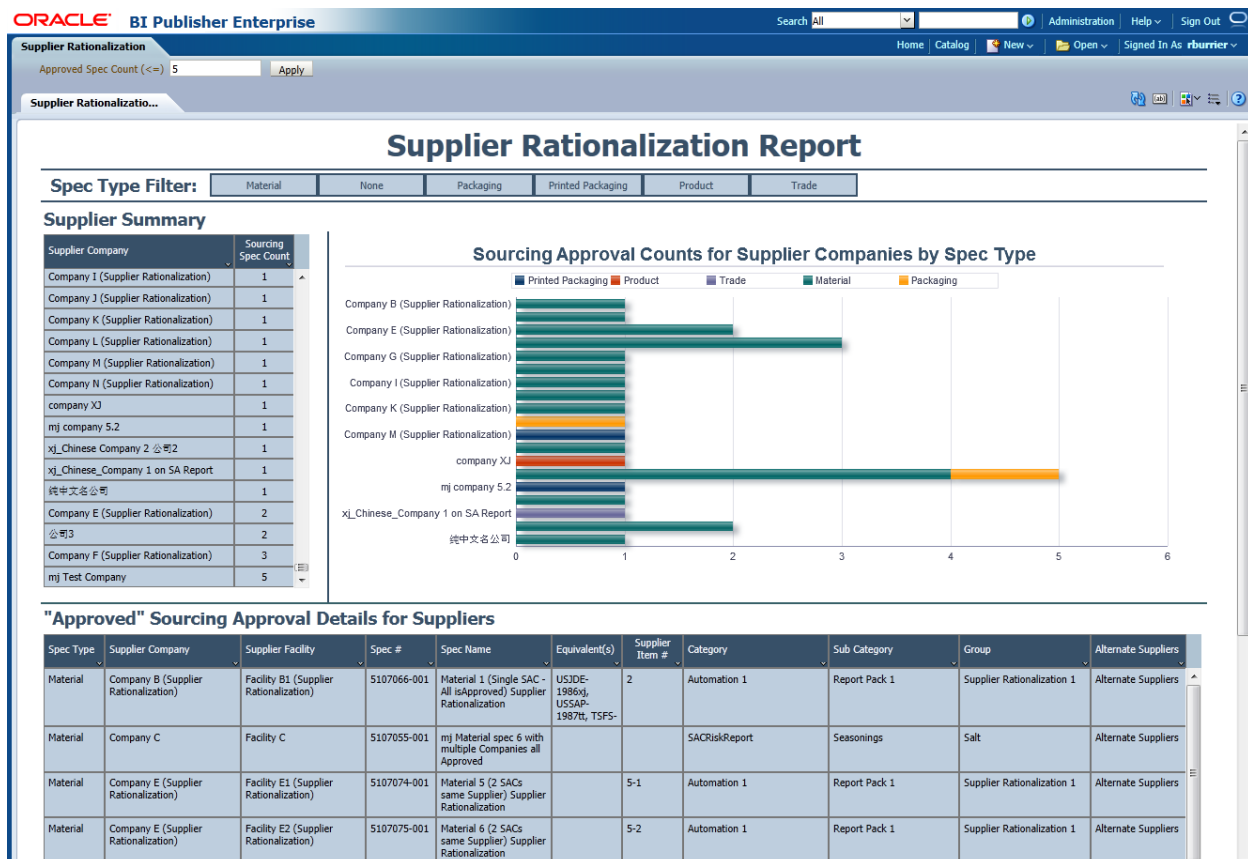 ORACLE BI Publisher Enterprise
Search All Administration Help Sign Out
Supplier Rationalization
Home Catalog New Open Signed In As rburrier
Approved Spec Count (<=) 5 Apply
Supplier Rationalizatio...
Supplier Rationalization Report
Spec Type Filter: Material None Packaging Printed Packaging Product Trade
Supplier Summary
Supplier Company Sourcing Spec Count
Company I (Supplier Rationalization) 1
Company J (Supplier Rationalization) 1
Company K (Supplier Rationalization) 1
Company L (Supplier Rationalization) 1
Company M (Supplier Rationalization) 1
Company N (Supplier Rationalization) 1
company XJ 1
mj company 5.2 1
xj_Chinese Company 2 公司2 1
xj_Chinese_Company 1 on SA Report 1
纯中文名公司 1
Company E (Supplier Rationalization) 2
公司3 2
Company F (Supplier Rationalization) 3
mj Test Company 5
Sourcing Approval Counts for Supplier Companies by Spec Type
Printed Packaging Product Trade Material Packaging
Company B (Supplier Rationalization)
Company E (Supplier Rationalization)
Company G (Supplier Rationalization)
Company I (Supplier Rationalization)
Company K (Supplier Rationalization)
Company M (Supplier Rationalization)
company XJ
mj company 5.2
xj_Chinese_Company 1 on SA Report
纯中文名公司
0 1 2 3 4 5 6
"Approved" Sourcing Approval Details for Suppliers
Spec Type Supplier Company Supplier Facility Spec # Spec Name Equivalent(s) Supplier Item # Category Sub Category Group Alternate Suppliers
Material Company B (Supplier Facility B1 (Supplier 5107066-001 Material 1 (Single SAC - USJDE- 2 Automation 1 Report Pack 1 Supplier Rationalization 1 Alternate Suppliers
Rationalization) Rationalization) All isApproved) Supplier 1986xj,
Rationalization USSAP-
1987tt, TSFS-
Material Company C Facility C 5107055-001 mj Material spec 6 with SACRiskReport Seasonings Salt Alternate Suppliers
multiple Companies all
Approved
Material Company E (Supplier Facility E1 (Supplier 5107074-001 Material 5 (2 SACs 5-1 Automation 1 Report Pack 1 Supplier Rationalization 1 Alternate Suppliers
Rationalization) Rationalization) same Supplier) Supplier
Rationalization
Material Company E (Supplier Facility E2 (Supplier 5107075-001 Material 6 (2 SACs 5-2 Automation 1 Report Pack 1 Supplier Rationalization 1 Alternate Suppliers
Rationalization) Rationalization) same Supplier) Supplier
Rationalization